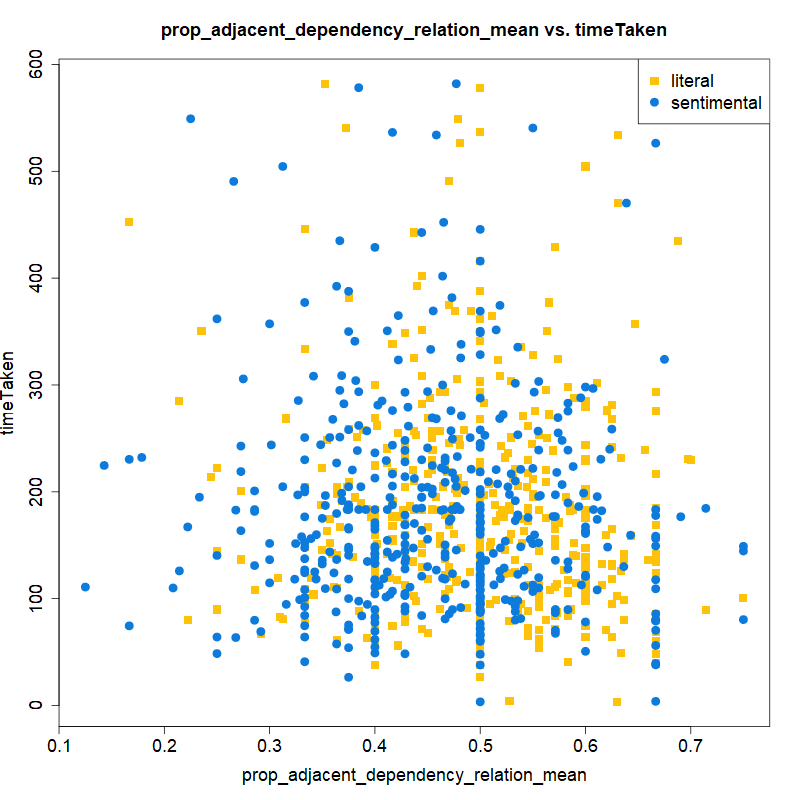 prop_adjacent_dependency_relation_mean vs. timeTaken
literal
sentimental
timeTaken
600
500
400
300
200
100
0
0.1 0.2 0.3 0.4 0.5 0.6 0.7
prop_adjacent_dependency_relation_mean